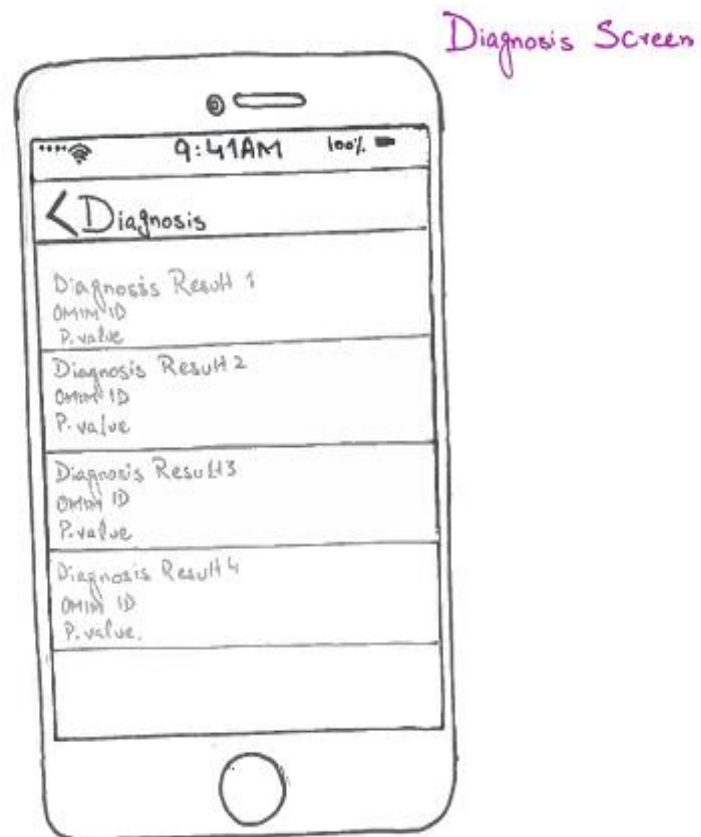 Diagnosis Screen
9:41AM 100%
<Diagnosis
Diagnosis Result 1
OMIM ID
P.value
Diagnosis Result 2
OMIM ID
P.value
Diagnosis Result 3
OMIM ID
P.value
Diagnosis Result 4
OMIM ID
P.value.